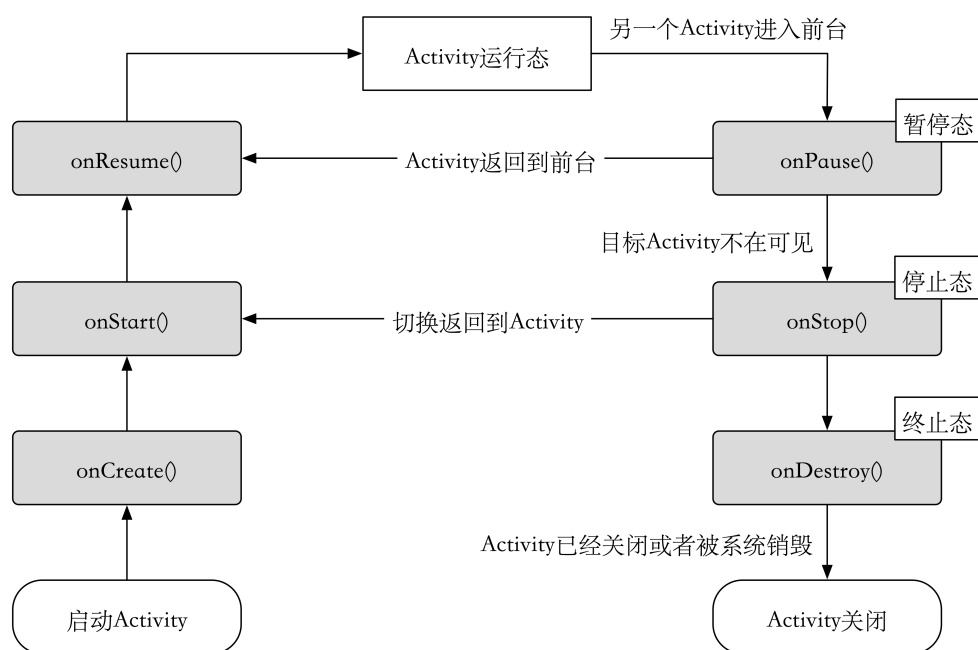 Activity运行态
另一个Activity进入前台
暂停态
onResume()
Activity返回到前台
onPause()
目标Activity不在可见
停止态
onStart()
切换返回到Activity
onStop()
终止态
onCreate()
onDestroy()
Activity已经关闭或者被系统销毁
启动Activity
Activity关闭